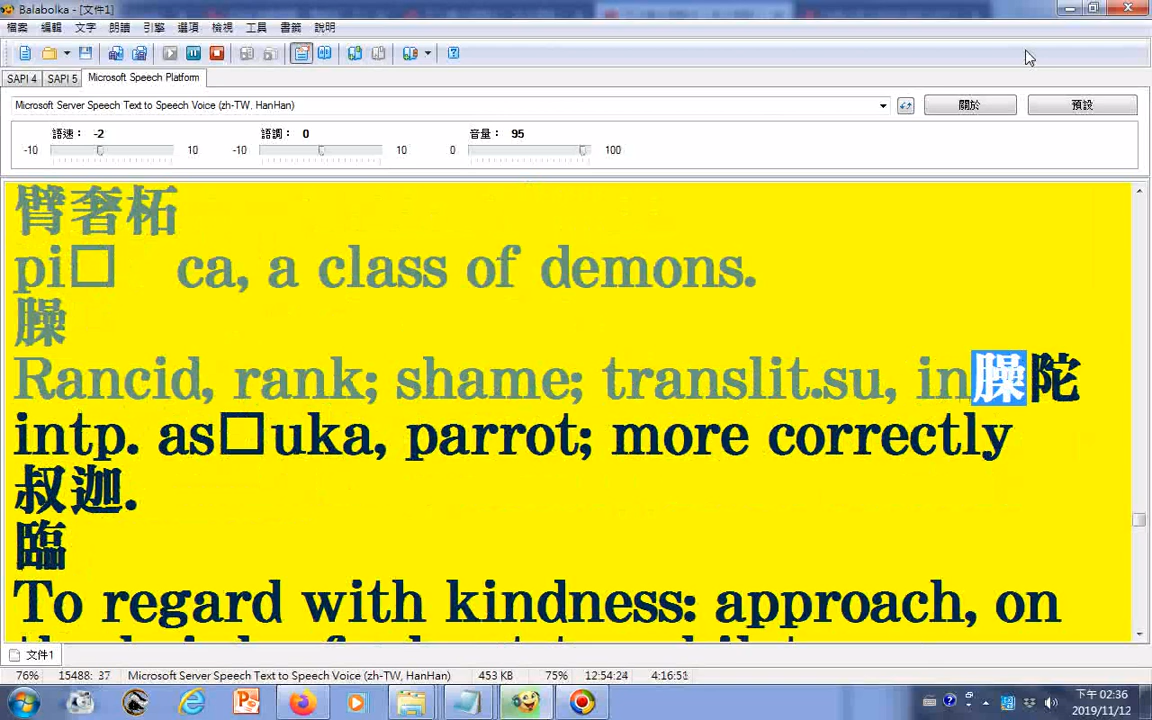 Balabolka - [文件1]
檔案 編輯 文字 朗讀 引擎 選項 檢視 工具 書籤 說明
SAPI 4 SAPI 5 Microsoft Speech Platform
Microsoft Server Speech Text to Speech Voice (zh-TW, HanHan) 關於 預設
語速： -2 語調： 0 音量： 95
-10 10 -10 10 0 100
臂奢柘
pi□ ca, a class of demons.
臊
Rancid, rank; shame; translit.su, in臊陀
intp. as□uka, parrot; more correctly
叔迦.
臨
To regard with kindness: approach, on
文件1
76% 15488: 37 Microsoft Server Speech Text to Speech Voice (zh-TW, HanHan) 453 KB 75% 12:54:24 4:16:51
下午 02:36
2019/11/12